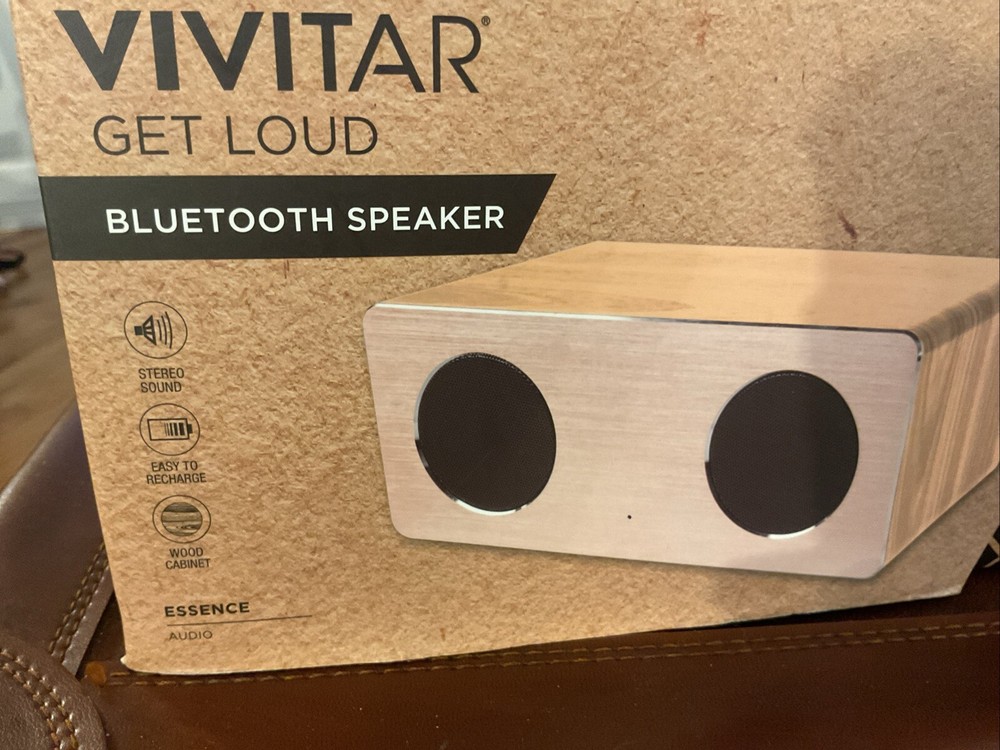 VIVITAR®
GET LOUD
BLUETOOTH SPEAKER
STEREO
SOUND
EASY TO
RECHARGE
WOOD
CABINET
ESSENCE
AUDIO